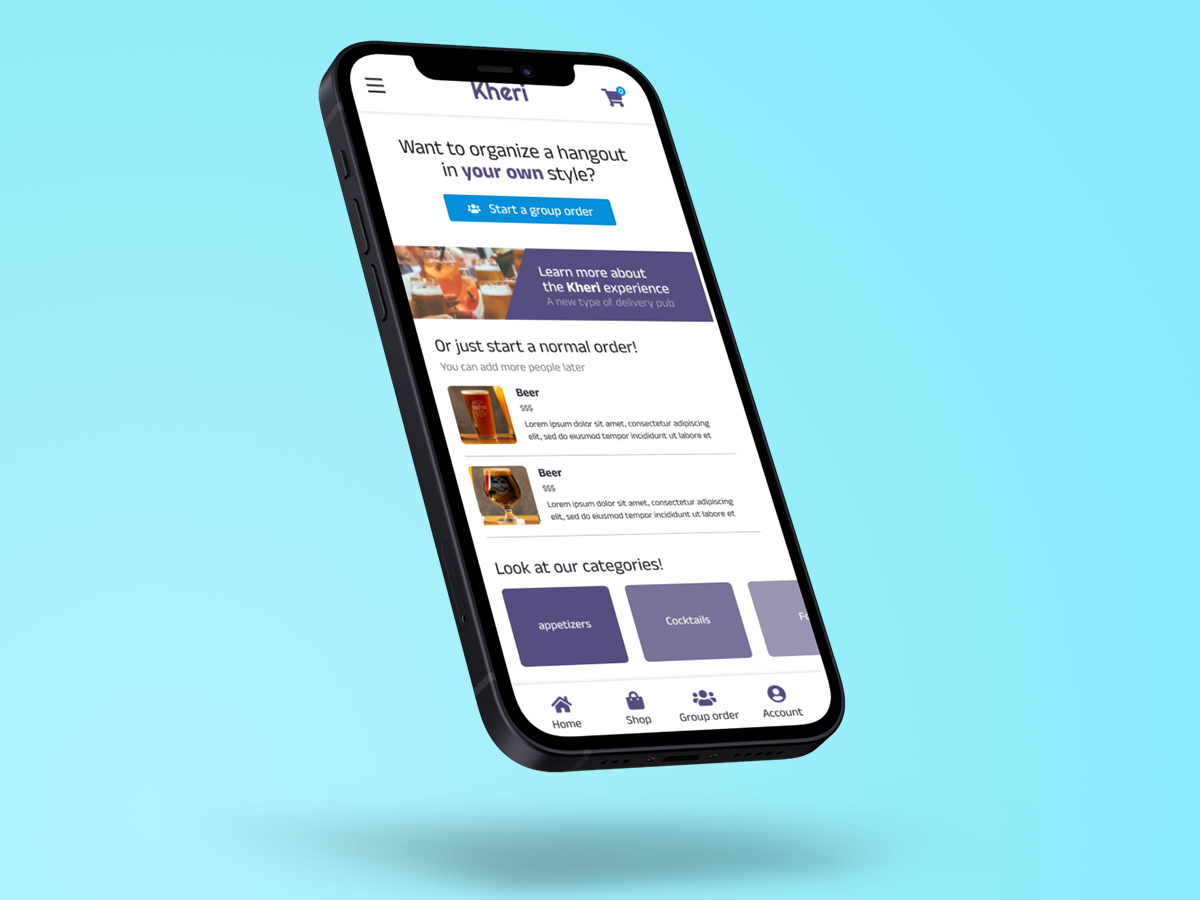 Kheri
0
Want to organize a hangout
in your own style?
Start a group order
Learn more about
the Kheri experience
A new type of delivery pub
Or just start a normal order!
You can add more people later
Beer
$$$
Lorem ipsum dolor sit amet, consectetur adipiscing
elit, sed do eiusmod tempor incididunt ut labore et
Beer
$$$
Lorem ipsum dolor sit amet, consectetur adipiscing
elit, sed do eiusmod tempor incididunt ut labore et
Look at our categories!
appetizers
Cocktails
Fo
Home
Shop
Group order
Account